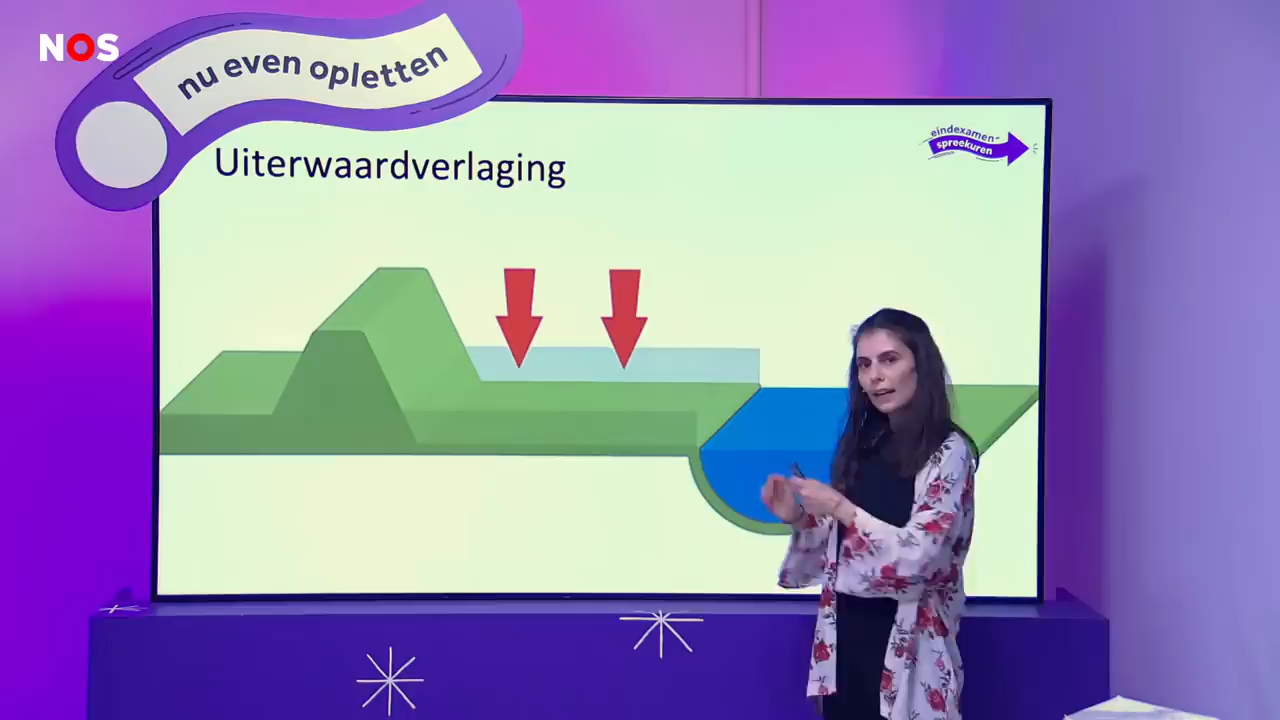 NOS
nu even opletten
eindexamen-
spreekuren
Uiterwaardverlaging